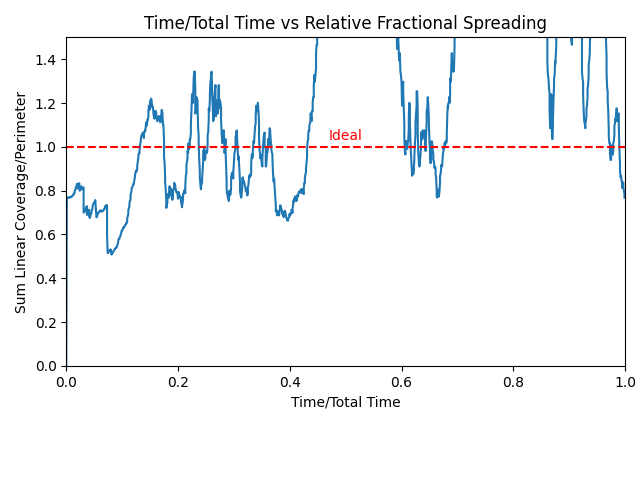 Time/Total Time vs Relative Fractional Spreading
Sum Linear Coverage/Perimeter
1.4
1.2
1.0
0.8
0.6
0.4
0.2
0.0
Ideal
0.0 0.2 0.4 0.6 0.8 1.0
Time/Total Time